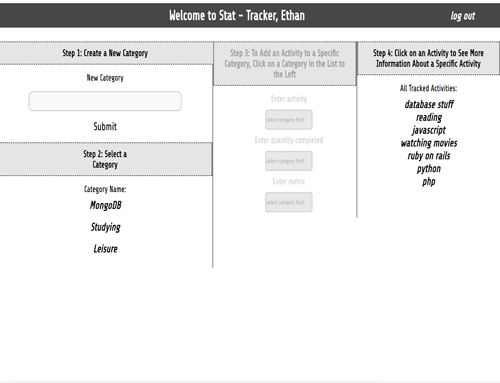 Welcome to Stat - Tracker, Ethan
log out
Step 1: Create a New Category
New Category
Submit
Step 2: Select a
Category
Category Name:
MongoDB
Studying
Leisure
Step 3: To Add an Activity to a Specific
Category, Click on a Category in the List to
the Left
Enter activity
select category first
Enter quantity completed
select category first
Enter metric
select category first
Step 4: Click on an Activity to See More
Information About a Specific Activity
All Tracked Activities:
database stuff
reading
javascript
watching movies
ruby on rails
python
php